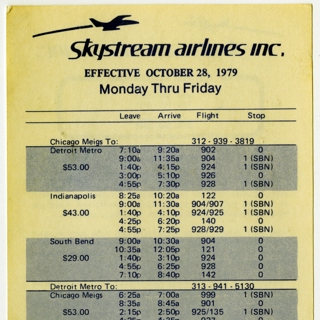 Skystream airlines inc.
EFFECTIVE OCTOBER 28, 1979
Monday Thru Friday
Leave Arrive Flight Stop
Chicago Meigs To: 312 - 939 - 3819
Detroit Metro 7:10a 9:20a 902 0
9:00a 11:35a 904 1 (SBN)
$53.00 1:40p 4:15p 924 1 (SBN)
3:00p 5:10p 926 0
4:55p 7:30p 928 1 (SBN)
Indianapolis 8:25a 10:20a 122 0
9:00a 11:30a 904/907 1 (SBN)
$43.00 1:40p 4:10p 924/925 1 (SBN)
4:25p 6:20p 140 0
4:55p 7:25p 928/929 1 (SBN)
South Bend 9:00a 10:30a 904 0
10:35a 12:05p 121 0
$29.00 1:40p 3:10p 924 0
4:55p 6:25p 928 0
7:10p 8:40p 142 0
Detroit Metro To: 313 - 941 - 5130
Chicago Meigs 6:25a 7:00a 999 1 (SBN)
8:35a 8:45a 901 0
$53.00 2:15p 2:50p 925/135 1 (SBN)